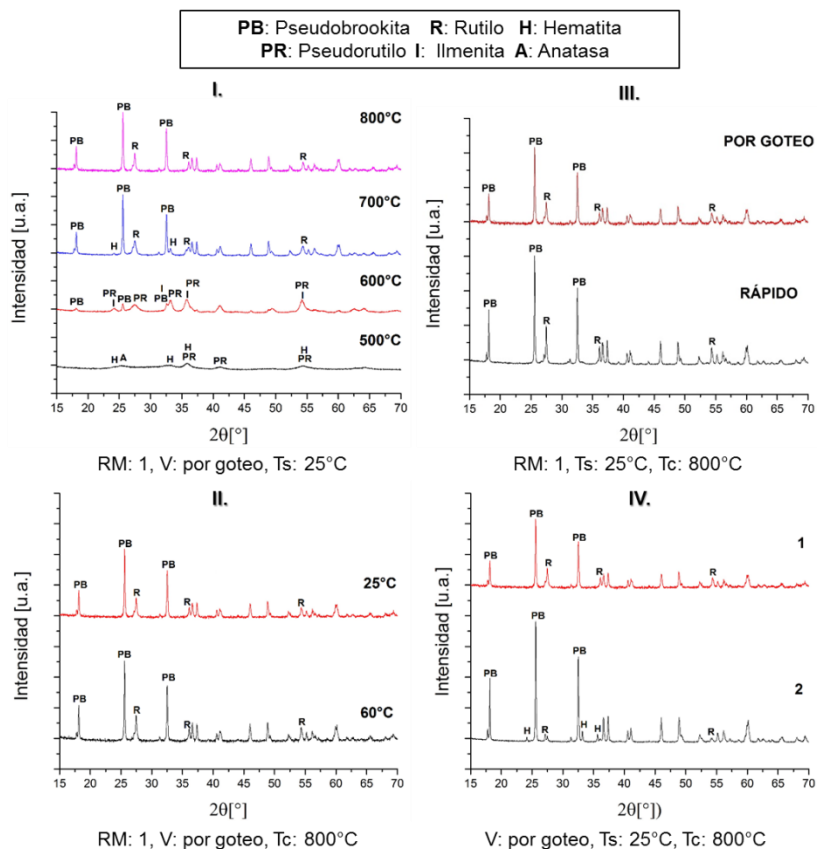 PB: Pseudobrookita R: Rutilo H: Hematita
PR: Pseudorutilo I: Ilmenita A: Anatasa
I.
Intensidad [u.a.]
800°C
PB
PB
PB
R
R
R
700°C
PB
H
PB
R
PB
H
R
R
600°C
PB
PR
PB
PR
I
PB
PR
PR
PR
500°C
H
A
H
H
PR
PR
H
PR
15 20 25 30 35 40 45 50 55 60 65 70
2θ[°]
RM: 1, V: por goteo, Ts: 25°C
III.
Intensidad [u.a.]
POR GOTEO
PB
PB
R
PB
R
R
RÁPIDO
PB
PB
R
PB
R
R
15 20 25 30 35 40 45 50 55 60 65 70
2θ[°]
RM: 1, Ts: 25°C, Tc: 800°C
II.
Intensidad [u.a.]
25°C
PB
PB
R
PB
R
R
60°C
PB
PB
R
PB
R
R
15 20 25 30 35 40 45 50 55 60 65 70
2θ[°]
RM: 1, V: por goteo, Tc: 800°C
IV.
Intensidad [u.a.]
1
PB
PB
R
PB
R
R
2
PB
H
PB
R
PB
H
H
R
15 20 25 30 35 40 45 50 55 60 65 70
2θ[°])
V: por goteo, Ts: 25°C, Tc: 800°C